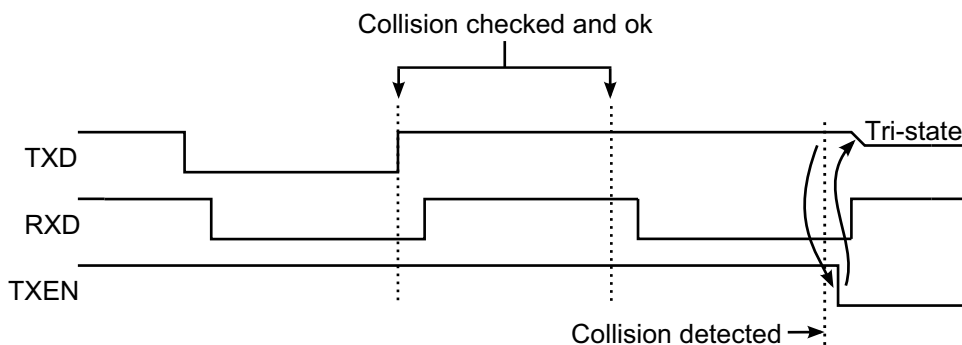 Collision checked and ok
TXD
Tri-state
RXD
TXEN
Collision detected